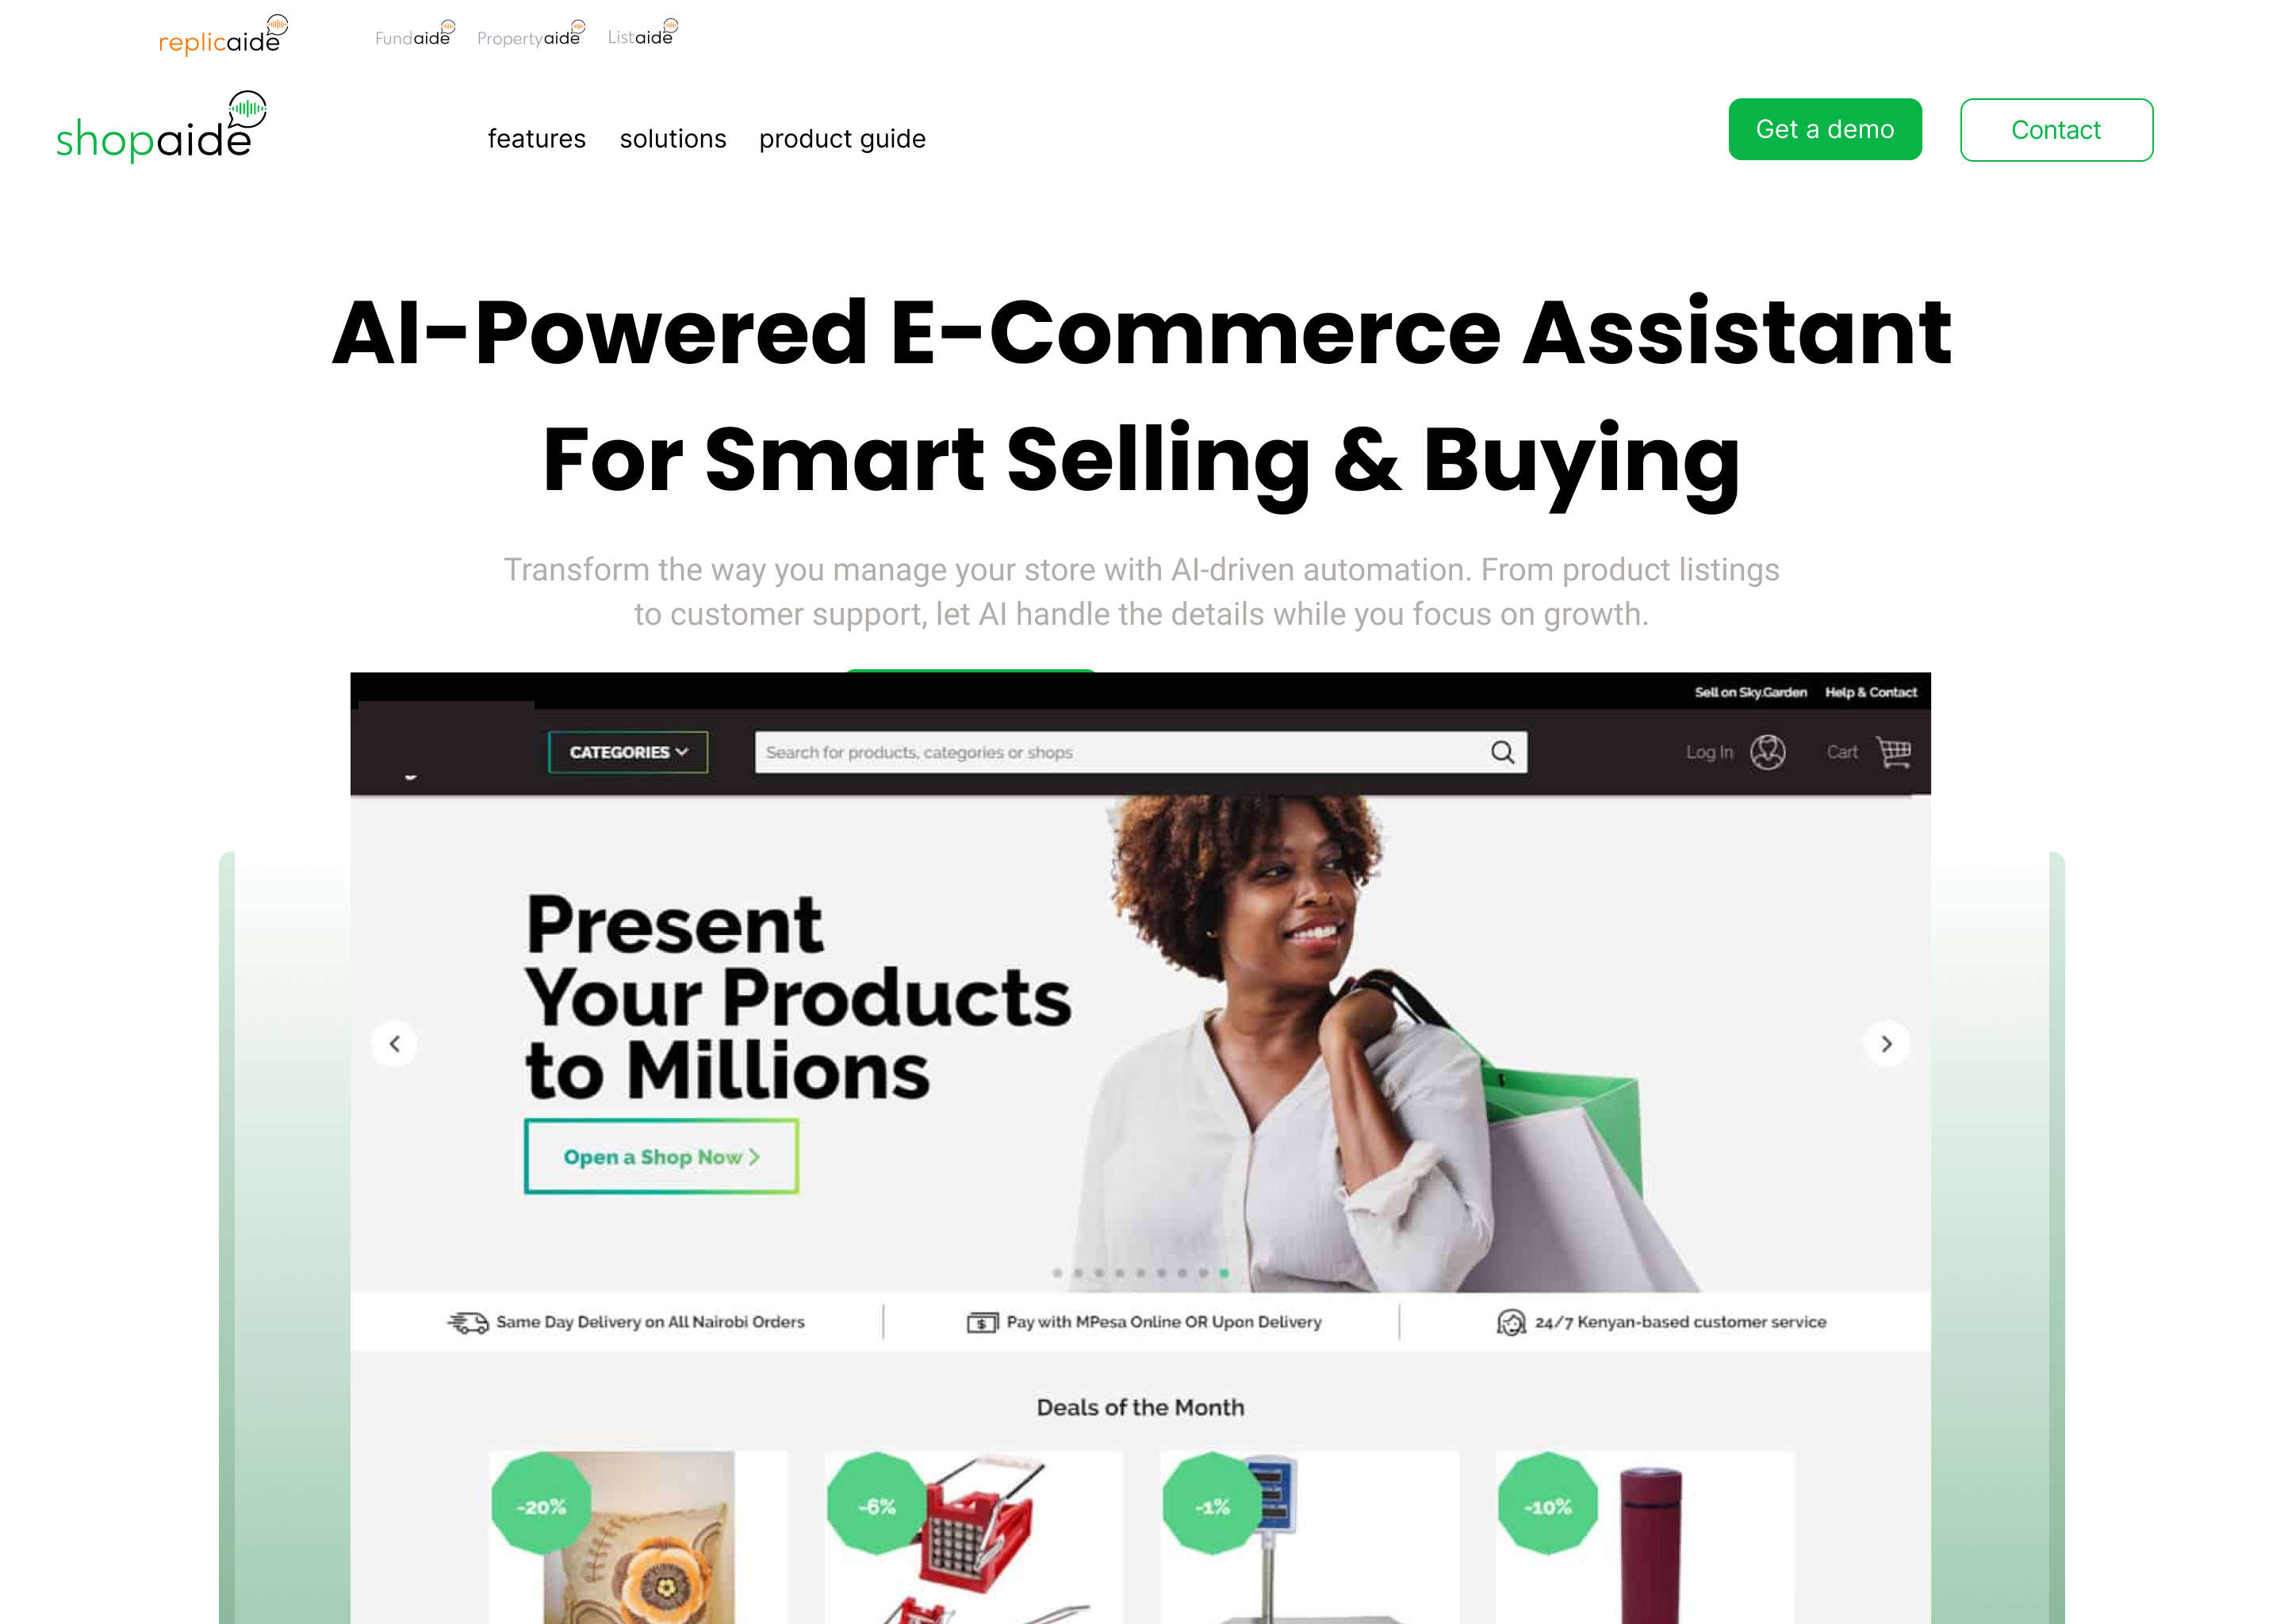 replicaide
Fundaide
Propertyaide
Listaide
shopaide
features
solutions
product guide
Get a demo
Contact
AI-Powered E-Commerce Assistant
For Smart Selling & Buying
Transform the way you manage your store with AI-driven automation. From product listings
to customer support, let AI handle the details while you focus on growth.
Sell on Sky.Garden
Help & Contact
CATEGORIES
Search for products, categories or shops
Log In
Cart
Present
Your Products
to Millions
Open a Shop Now >
Same Day Delivery on All Nairobi Orders
Pay with MPesa Online OR Upon Delivery
24/7 Kenyan-based customer service
Deals of the Month
-20%
-6%
-1%
-10%